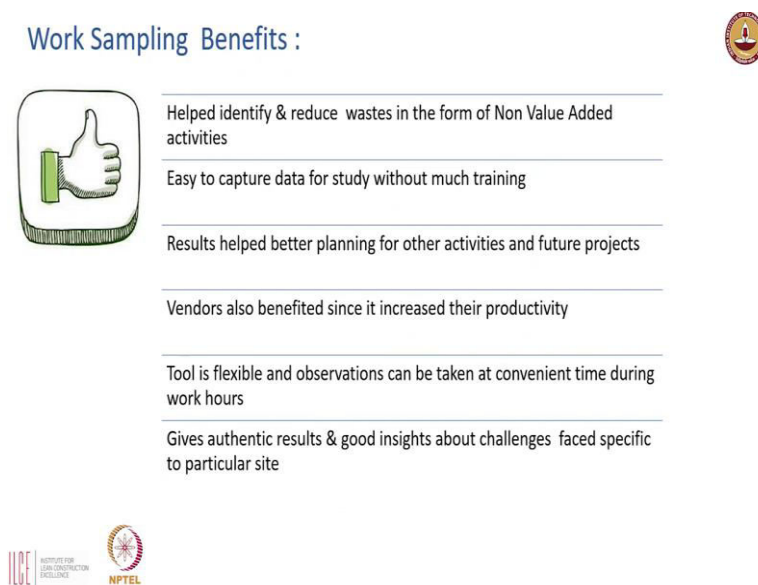 Work Sampling Benefits :
Helped identify & reduce wastes in the form of Non Value Added
activities
Easy to capture data for study without much training
Results helped better planning for other activities and future projects
Vendors also benefited since it increased their productivity
Tool is flexible and observations can be taken at convenient time during
work hours
Gives authentic results & good insights about challenges faced specific
to particular site
ILCE
INSTITUTE FOR
LEAN CONSTRUCTION
EXCELLENCE
NPTEL